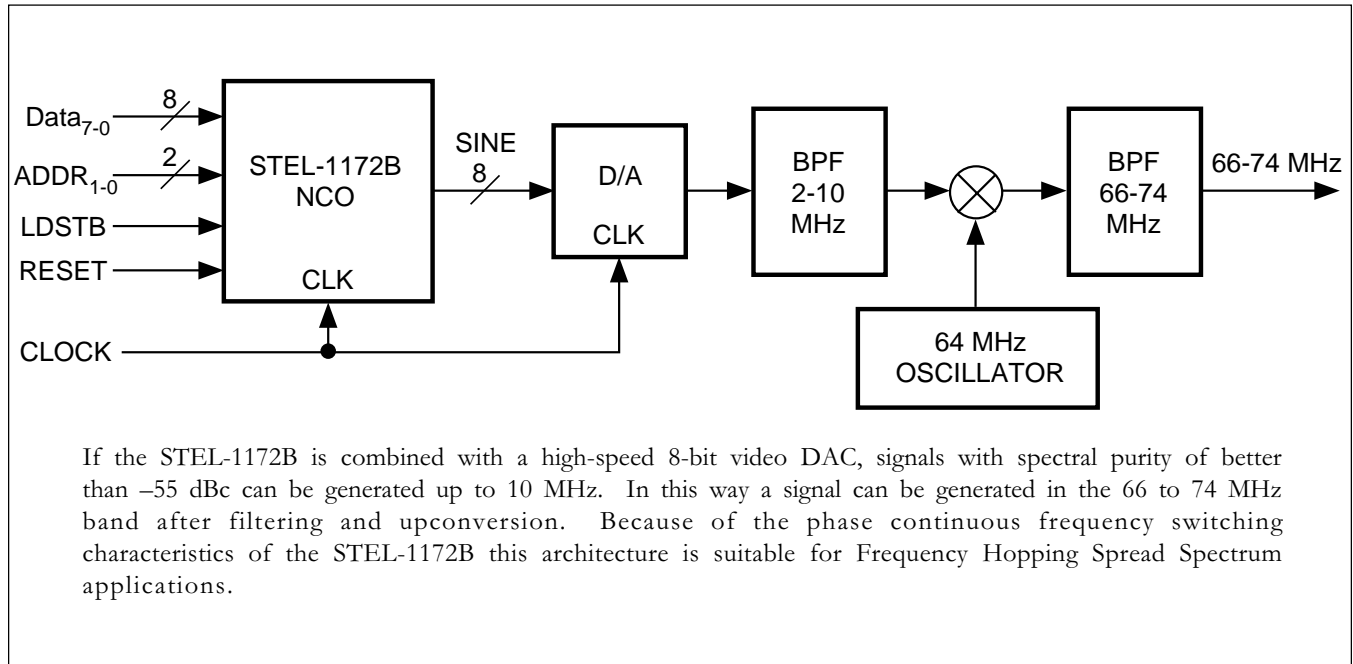 Data7-0
8
ADDR1-0
2
LDSTB
RESET
CLOCK
STEL-1172B
NCO
CLK
SINE
8
D/A
CLK
BPF
2-10
MHz
64 MHz
OSCILLATOR
BPF
66-74
MHz
66-74 MHz
If the STEL-1172B is combined with a high-speed 8-bit video DAC, signals with spectral purity of better
than –55 dBc can be generated up to 10 MHz. In this way a signal can be generated in the 66 to 74 MHz
band after filtering and upconversion. Because of the phase continuous frequency switching
characteristics of the STEL-1172B this architecture is suitable for Frequency Hopping Spread Spectrum
applications.